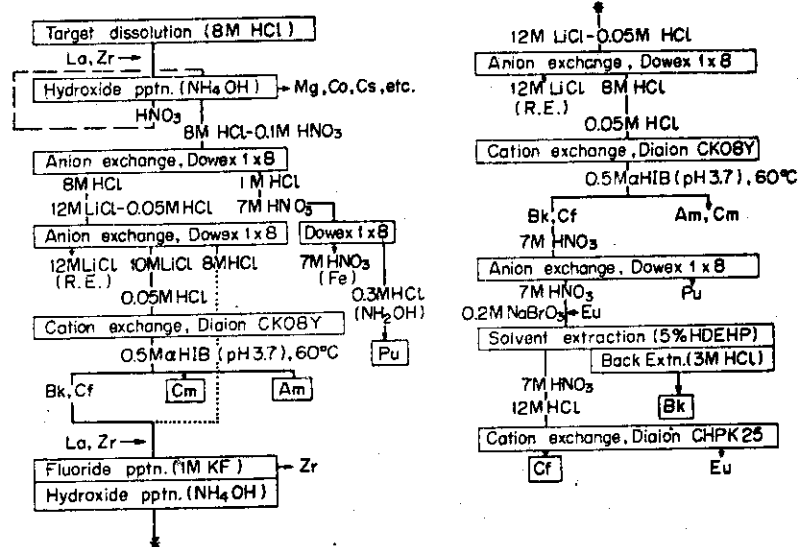 Target dissolution (8M HCl)
La, Zr
Hydroxide pptn. (NH4OH)
Mg, Co, Cs, etc.
HNO3
8M HCl-0.1M HNO3
Anion exchange, Dowex 1x8
8M HCl
1M HCl
12M LiCl-0.05M HCl
7M HNO3
Anion exchange, Dowex 1x8
Dowex 1x8
12M LiCl
(R.E.)
10M LiCl
8M HCl
7M HNO3
(Fe)
0.05M HCl
0.3M HCl
(NH2OH)
Cation exchange, Diaion CK08Y
0.5M αHIB (pH 3.7), 60°C
Pu
Bk, Cf
Cm
Am
La, Zr
Fluoride pptn. (1M KF)
Zr
Hydroxide pptn. (NH4OH)
12M LiCl-0.05M HCl
Anion exchange, Dowex 1x8
12M LiCl
(R.E.)
8M HCl
0.05M HCl
Cation exchange, Diaion CK08Y
0.5M αHIB (pH 3.7), 60°C
Bk, Cf
Am, Cm
7M HNO3
Anion exchange, Dowex 1x8
7M HNO3
Pu
0.2M NaBrO3
Eu
Solvent extraction (5% HDEHP)
Back Extn. (3M HCl)
7M HNO3
12M HCl
Bk
Cation exchange, Diaion CHPK 25
Cf
Eu